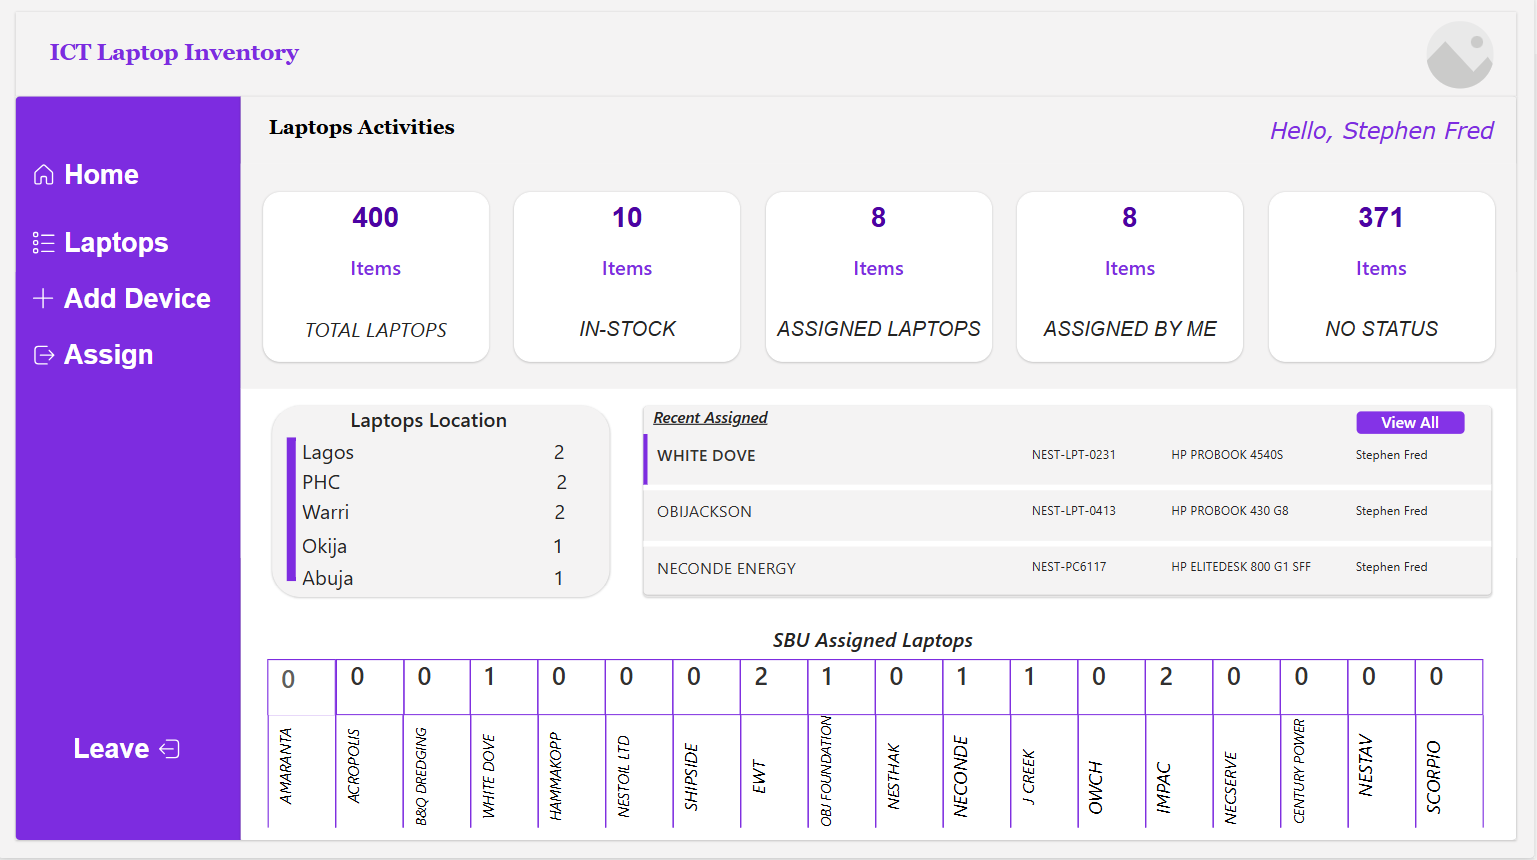 ICT Laptop Inventory
Laptops Activities
Hello, Stephen Fred
Home
Laptops
Add Device
Assign
Leave
400
Items
TOTAL LAPTOPS
10
Items
IN-STOCK
8
Items
ASSIGNED LAPTOPS
8
Items
ASSIGNED BY ME
371
Items
NO STATUS
Laptops Location
Lagos 2
PHC 2
Warri 2
Okija 1
Abuja 1
Recent Assigned
View All
WHITE DOVE NEST-LPT-0231 HP PROBOOK 4540S Stephen Fred
OBIJACKSON NEST-LPT-0413 HP PROBOOK 430 G8 Stephen Fred
NECONDE ENERGY NEST-PC6117 HP ELITEDESK 800 G1 SFF Stephen Fred
SBU Assigned Laptops
0 0 0 1 0 0 0 2 1 0 1 1 0 2 0 0 0 0
AMARANTA
ACROPOLIS
B&Q DREDGING
WHITE DOVE
HAMMAKOPP
NESTOIL LTD
SHIPSIDE
EWT
OBJ FOUNDATION
NESTHAK
NECONDE
J CREEK
OWCH
IMPAC
NECSERVE
CENTURY POWER
NESTAV
SCORPIO